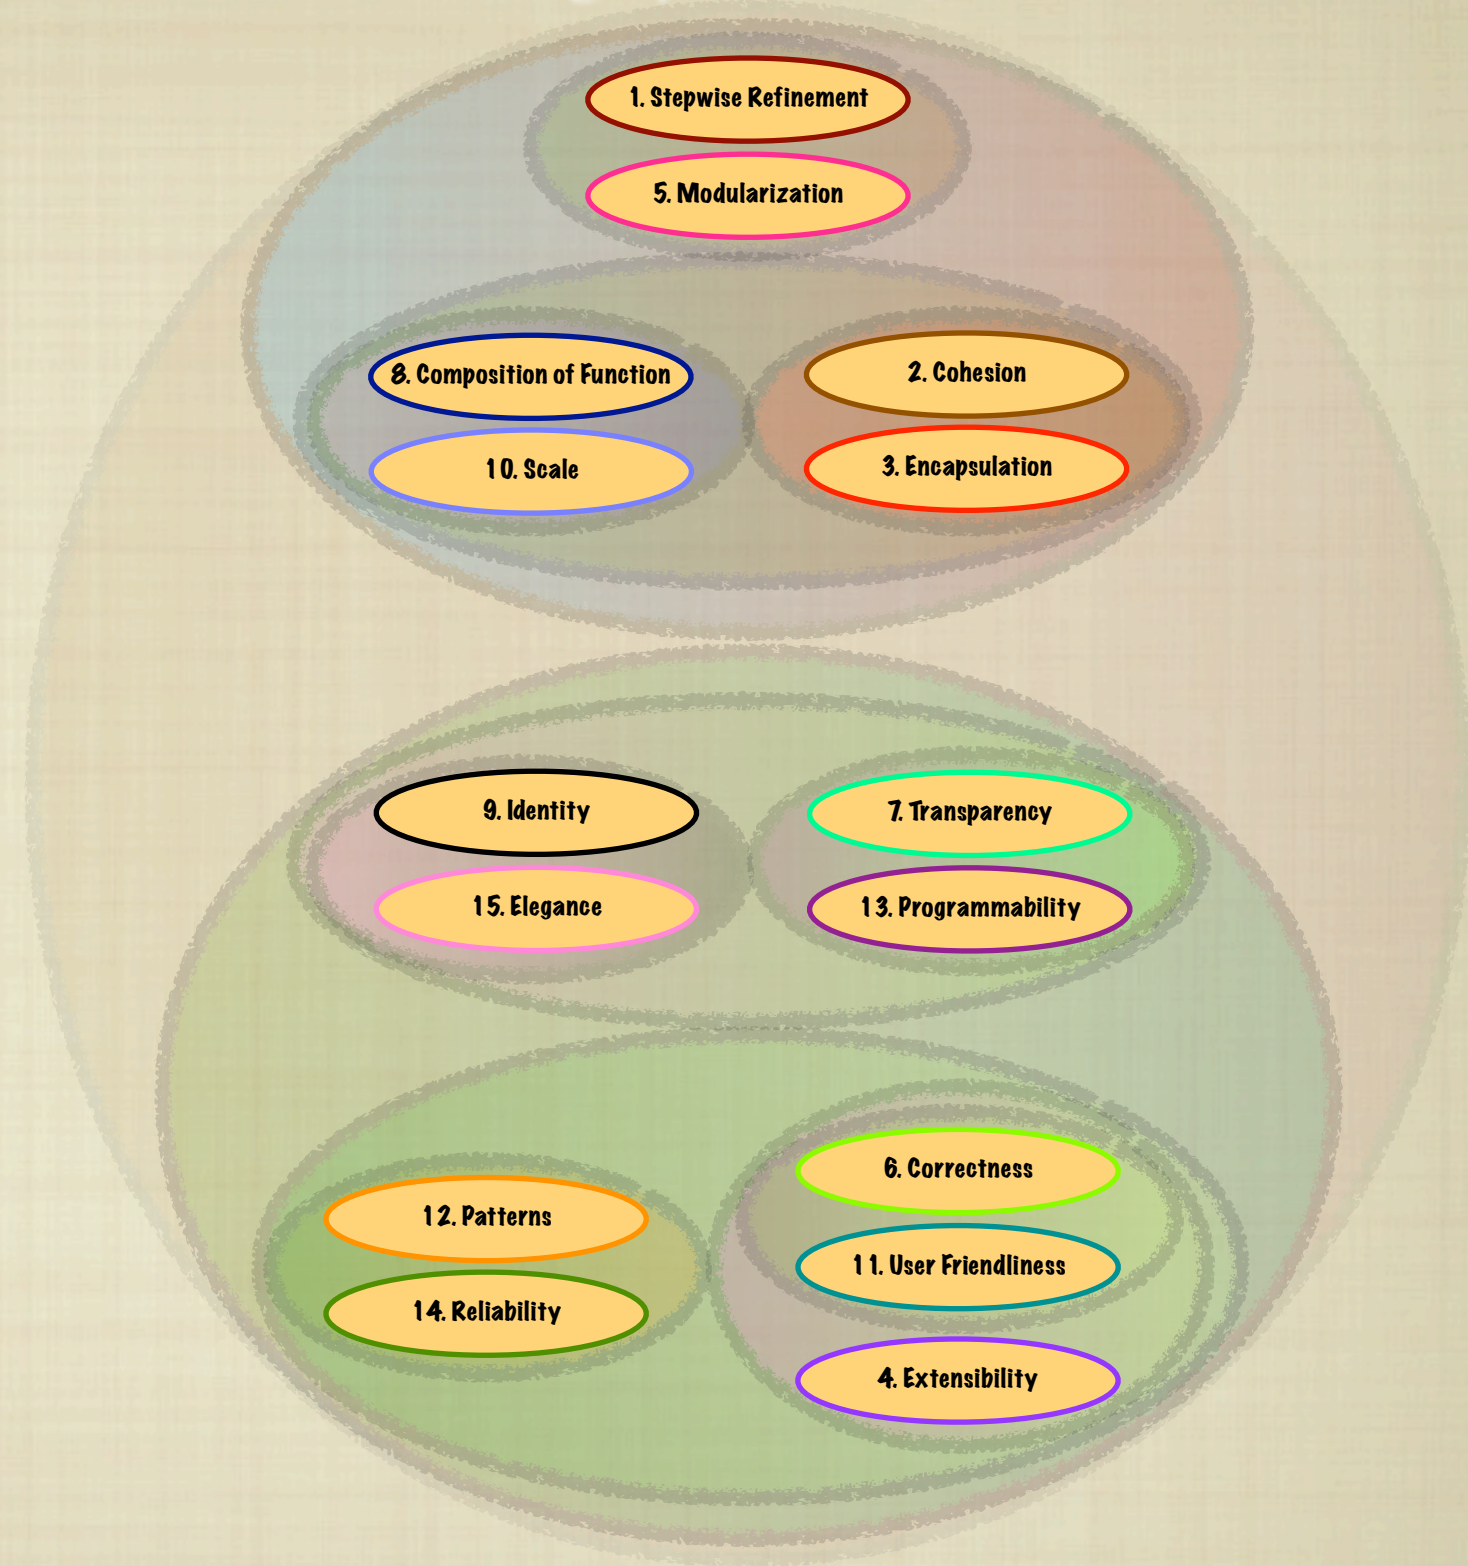 1. Stepwise Refinement
5. Modularization
8. Composition of Function
10. Scale
2. Cohesion
3. Encapsulation
9. Identity
15. Elegance
7. Transparency
13. Programmability
12. Patterns
14. Reliability
6. Correctness
11. User Friendliness
4. Extensibility